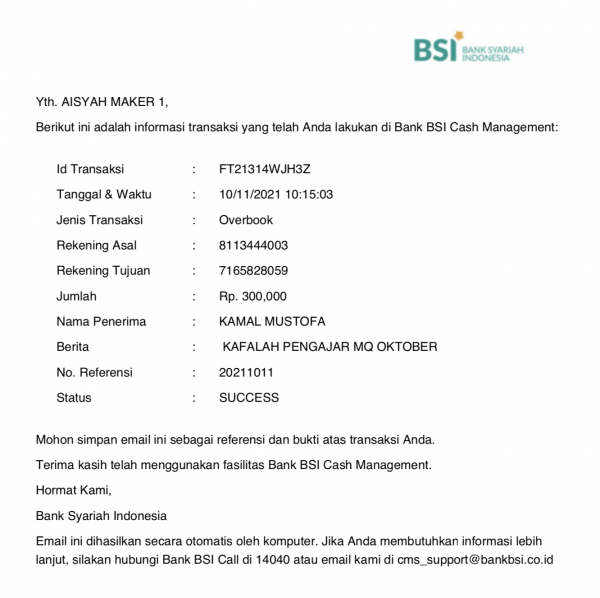 BSI BANK SYARIAH INDONESIA
Yth. AISYAH MAKER 1,
Berikut ini adalah informasi transaksi yang telah Anda lakukan di Bank BSI Cash Management:
Id Transaksi : FT21314WJH3Z
Tanggal & Waktu : 10/11/2021 10:15:03
Jenis Transaksi : Overbook
Rekening Asal : 8113444003
Rekening Tujuan : 7165828059
Jumlah : Rp. 300,000
Nama Penerima : KAMAL MUSTOFA
Berita : KAFALAH PENGAJAR MQ OKTOBER
No. Referensi : 20211011
Status : SUCCESS
Mohon simpan email ini sebagai referensi dan bukti atas transaksi Anda.
Terima kasih telah menggunakan fasilitas Bank BSI Cash Management.
Hormat Kami,
Bank Syariah Indonesia
Email ini dihasilkan secara otomatis oleh komputer. Jika Anda membutuhkan informasi lebih
lanjut, silakan hubungi Bank BSI Call di 14040 atau email kami di cms_support@bankbsi.co.id